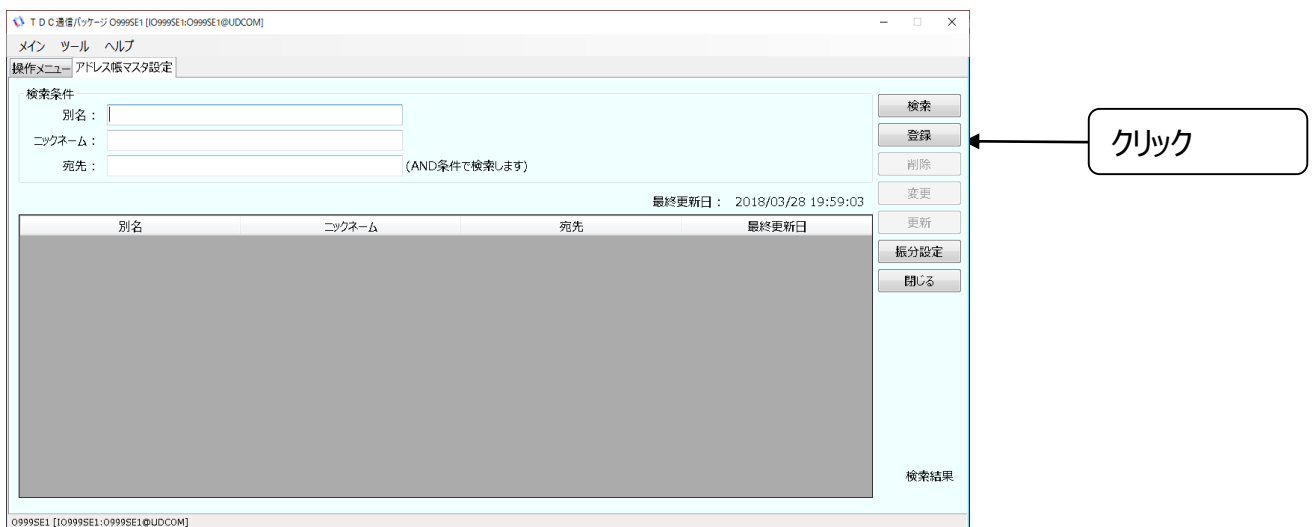 ＴＤＣ通信パッケージ O999SE1 [IO999SE1:O999SE1@UDCOM]
メイン ツール ヘルプ
操作メニュー アドレス帳マスタ設定
検索条件
別名：
ニックネーム：
宛先： (AND条件で検索します)
検索
登録
削除
変更
更新
振分設定
閉じる
クリック
最終更新日： 2018/03/28 19:59:03
別名 ニックネーム 宛先 最終更新日
検索結果
O999SE1 [IO999SE1:O999SE1@UDCOM]